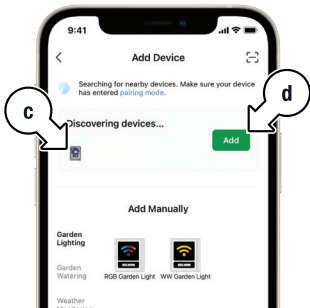 9:41
Add Device
Searching for nearby devices. Make sure your device
has entered pairing mode.
c
d
Discovering devices...
Add
Add Manually
Garden
Lighting
RGB Garden Light WW Garden Light
Garden
Watering
Weather